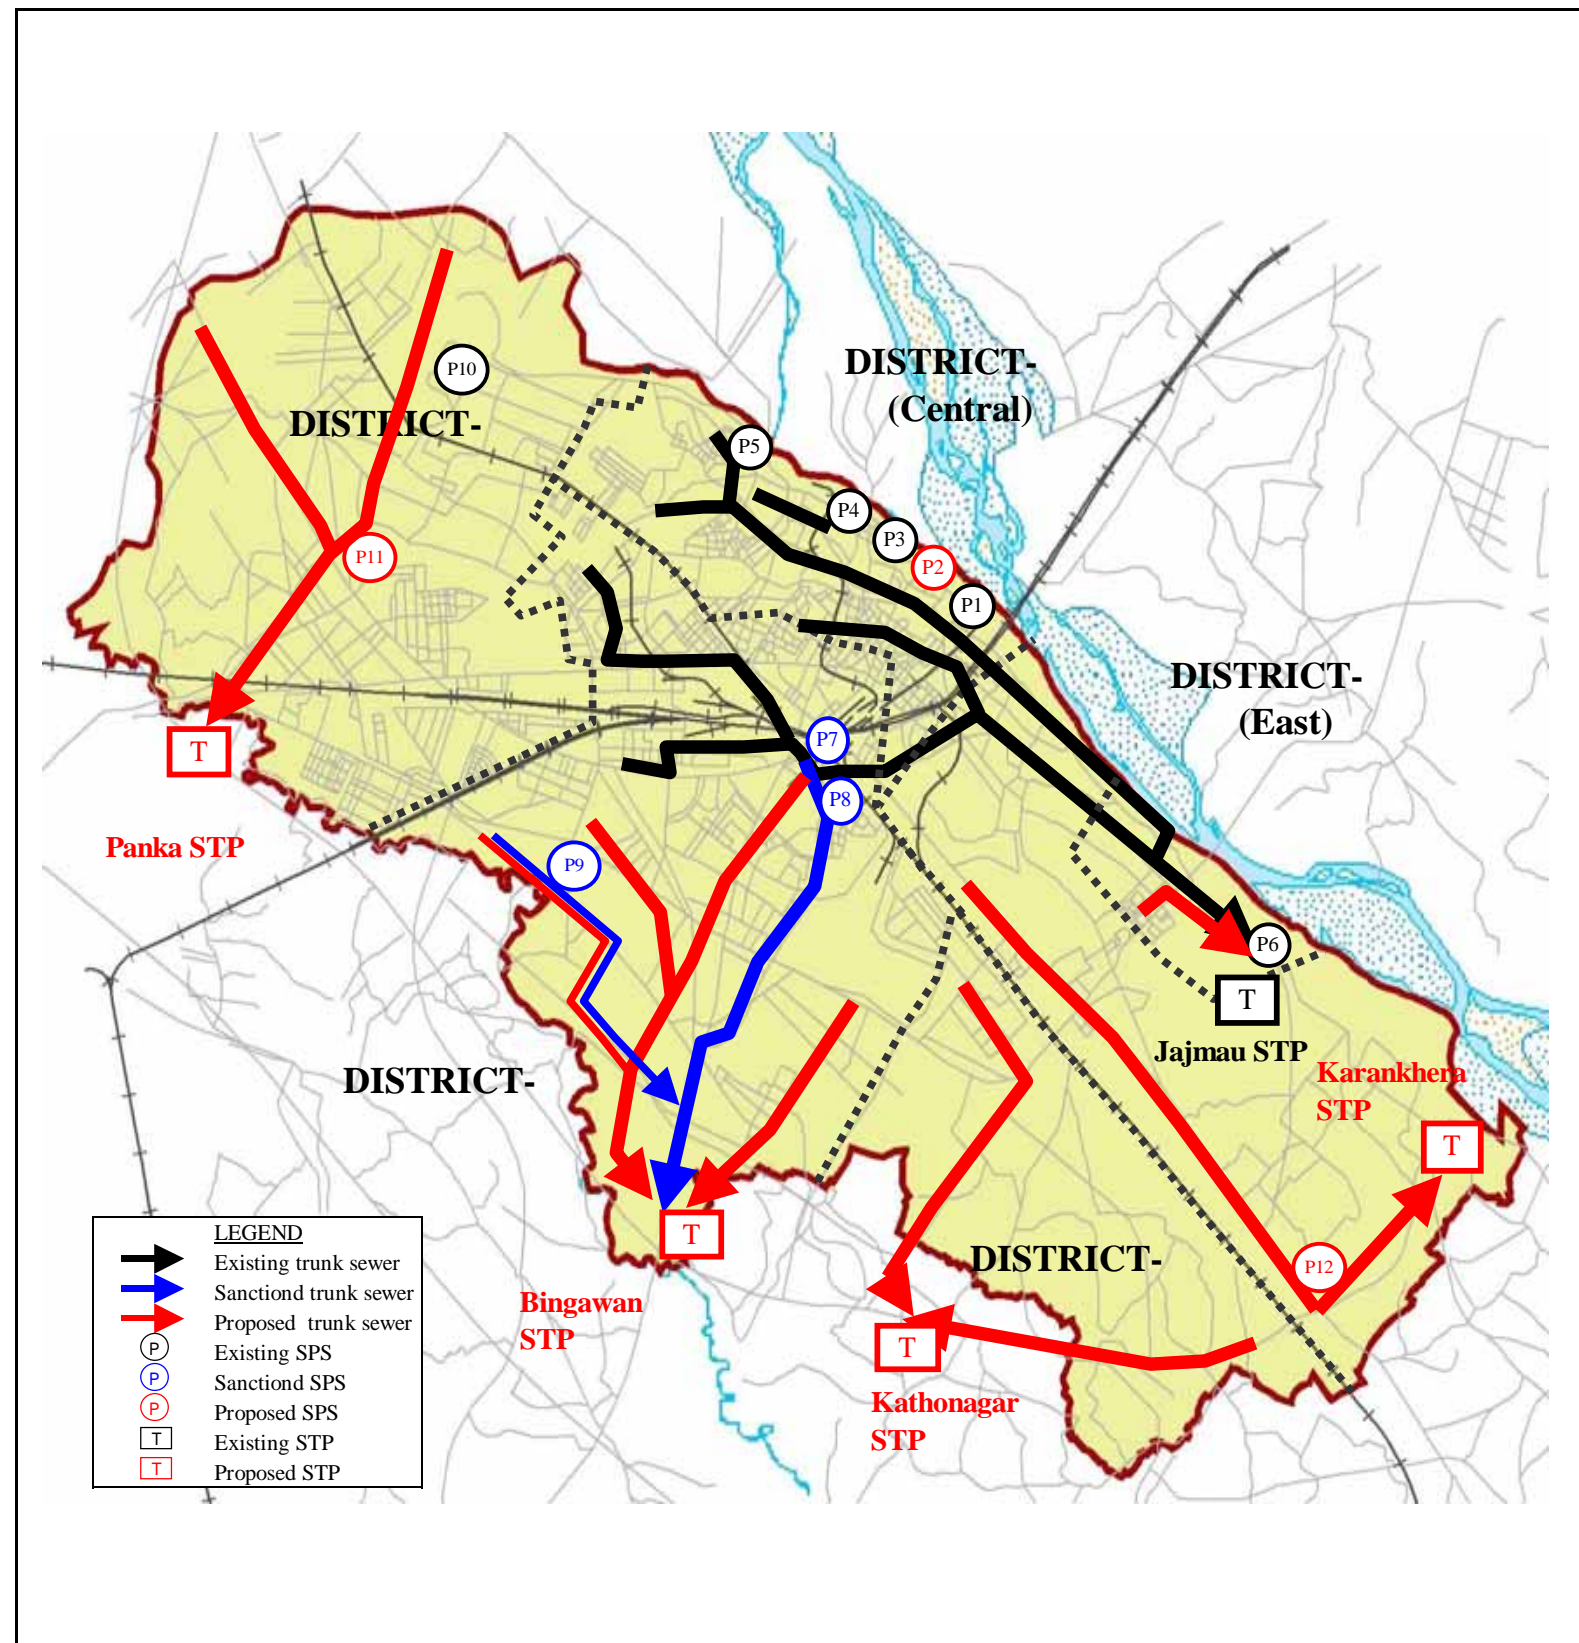 DISTRICT-
(Central)
P10
DISTRICT-
P5
P4
P3
P11
P2
P1
DISTRICT-
(East)
T
P7
P8
Panka STP
P9
P6
T
Jajmau STP
DISTRICT-
Karankhera
STP
T
T
DISTRICT-
P12
Bingawan
STP
T
Kathonagar
STP
LEGEND
Existing trunk sewer
Sanctiond trunk sewer
Proposed trunk sewer
P Existing SPS
P Sanctiond SPS
P Proposed SPS
T Existing STP
T Proposed STP